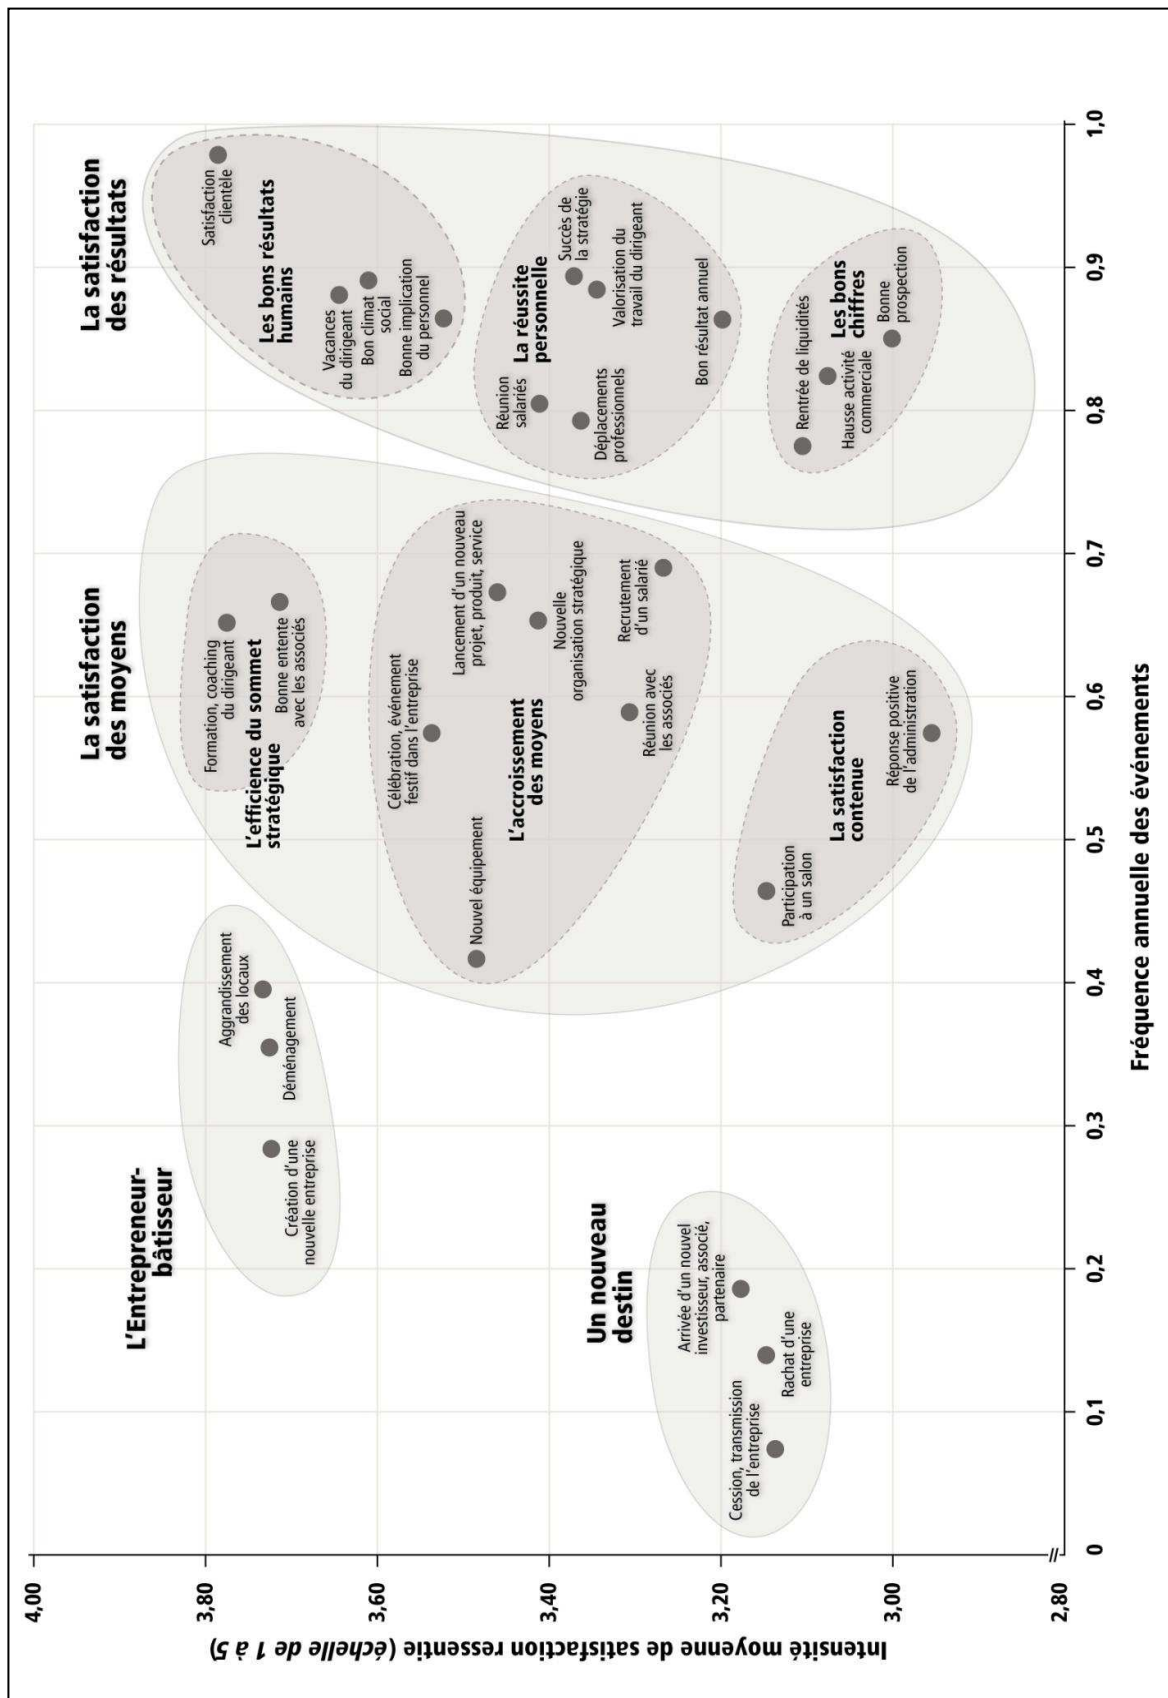 La satisfaction
des résultats
Satisfaction
clientèle
Les bons résultats
humains
Vacances
du dirigeant
Bon climat
social
Bonne implication
du personnel
La réussite
personnelle
Succès de
la stratégie
Valorisation du
travail du dirigeant
Réunion
salariés
Déplacements
professionnels
Bon résultat annuel
Les bons
chiffres
Rentrée de liquidités
Hausse activité
commerciale
Bonne
prospection
La satisfaction
des moyens
Formation, coaching
du dirigeant
L'efficience du sommet
stratégique
Bonne entente
avec les associés
Célébration, événement
festif dans l'entreprise
Lancement d'un nouveau
projet, produit, service
Nouvel équipement
L'accroissement
des moyens
Nouvelle
organisation stratégique
Recrutement
d'un salarié
Réunion avec
les associés
La satisfaction
contenue
Participation
à un salon
Réponse positive
de l'administration
L'Entrepreneur-
bâtisseur
Aggrandissement
des locaux
Déménagement
Création d'une
nouvelle entreprise
Un nouveau
destin
Arrivée d'un nouvel
investisseur, associé,
partenaire
Rachat d'une
entreprise
Cession, transmission
de l'entreprise
Intensité moyenne de satisfaction ressentie (échelle de 1 à 5)
4,00
3,80
3,60
3,40
3,20
3,00
2,80
0
0,1
0,2
0,3
0,4
0,5
0,6
0,7
0,8
0,9
1,0
Fréquence annuelle des événements